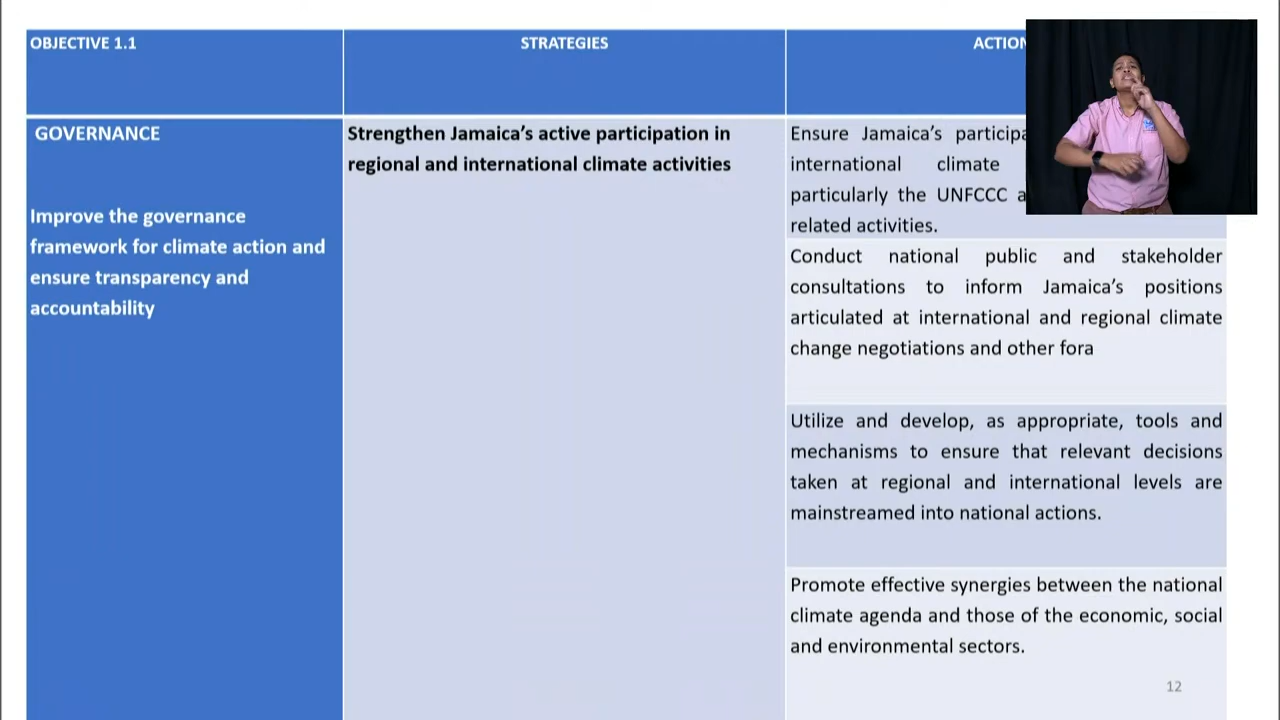 OBJECTIVE 1.1
STRATEGIES
GOVERNANCE
Improve the governance
framework for climate action and
ensure transparency and
accountability
Strengthen Jamaica's active participation in
regional and international climate activities
Ensure Jamaica's
international climate
particularly the UNFCCC
related activities.
Conduct national public and stakeholder
consultations to inform Jamaica's positions
articulated at international and regional climate
change negotiations and other fora
Utilize and develop, as appropriate, tools and
mechanisms to ensure that relevant decisions
taken at regional and international levels are
mainstreamed into national actions.
Promote effective synergies between the national
climate agenda and those of the economic, social
and environmental sectors.
12